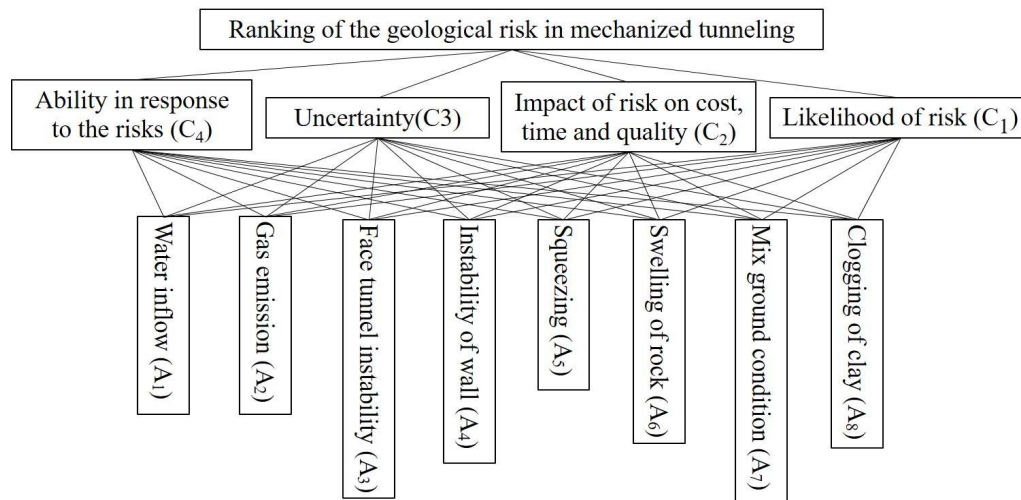 Ranking of the geological risk in mechanized tunneling
Ability in response
to the risks (C₄)
Uncertainty(C3)
Impact of risk on cost,
time and quality (C₂)
Likelihood of risk (C₁)
Water inflow (A₁)
Gas emission (A₂)
Face tunnel instability (A₃)
Instability of wall (A₄)
Squeezing (A₅)
Swelling of rock (A₆)
Mix ground condition (A₇)
Clogging of clay (A₈)